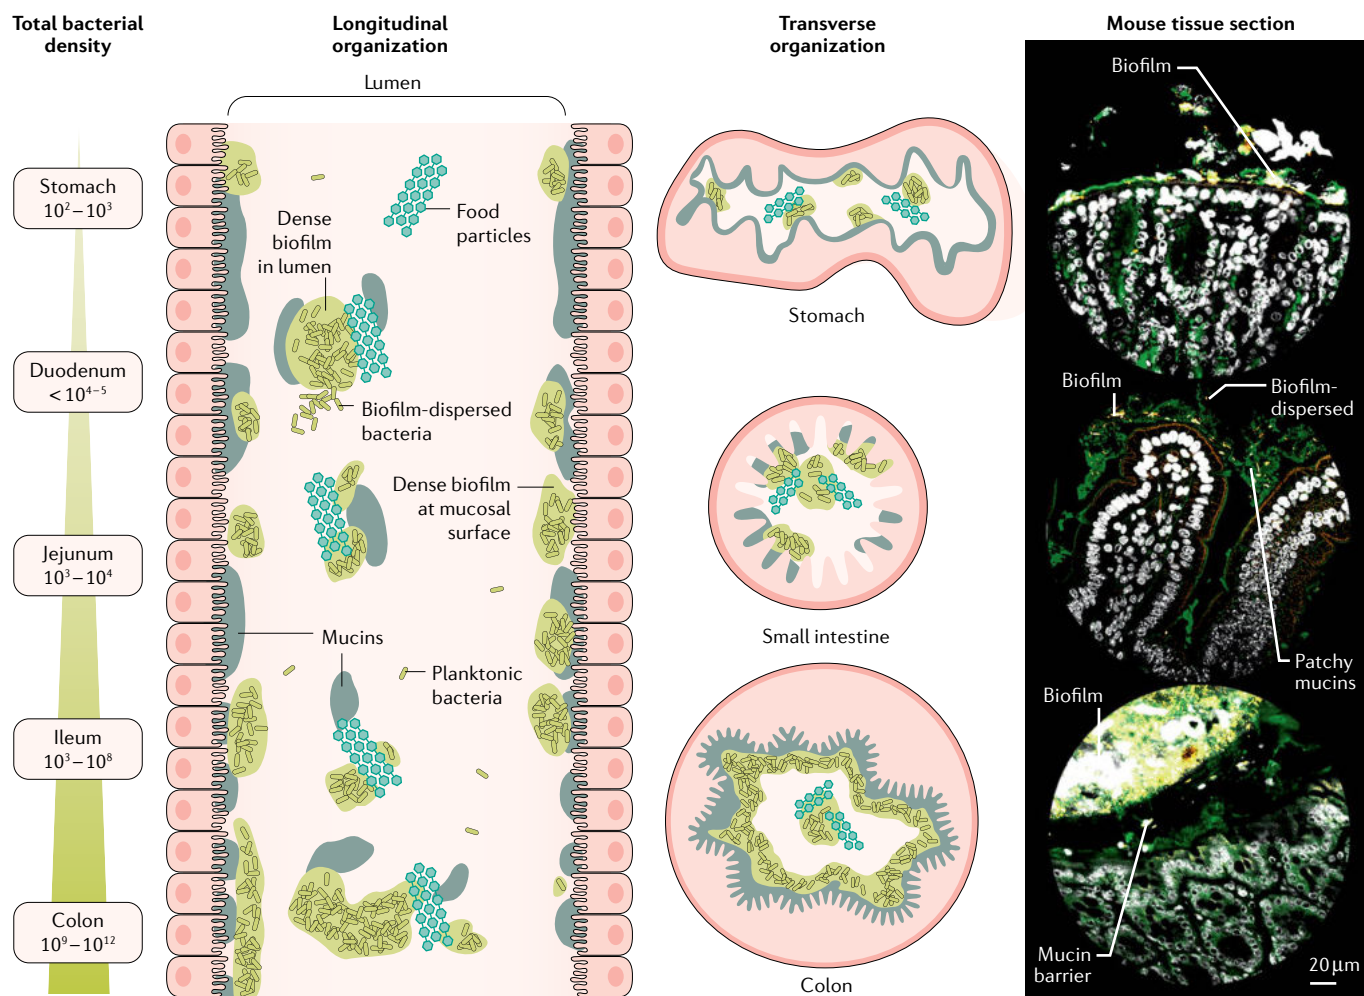 Total bacterial
density
Longitudinal
organization
Transverse
organization
Mouse tissue section
Lumen
Stomach
10²–10³
Duodenum
< 10⁴⁻⁵
Jejunum
10³–10⁴
Ileum
10³–10⁸
Colon
10⁹–10¹²
Food
particles
Dense
biofilm
in lumen
Biofilm-dispersed
bacteria
Dense biofilm
at mucosal
surface
Mucins
Planktonic
bacteria
Stomach
Small intestine
Colon
Biofilm
Biofilm
Biofilm-
dispersed
Patchy
mucins
Biofilm
Mucin
barrier
20 μm